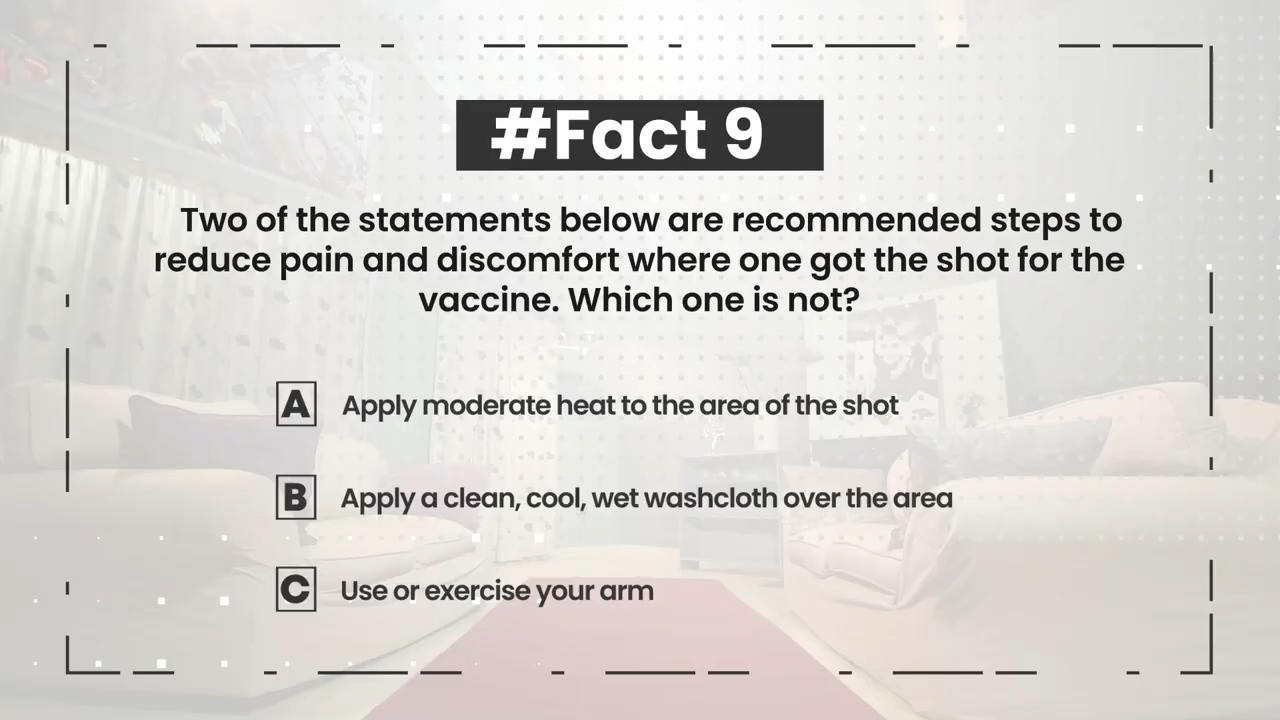 #Fact 9
Two of the statements below are recommended steps to
reduce pain and discomfort where one got the shot for the
vaccine. Which one is not?
A Apply moderate heat to the area of the shot
B Apply a clean, cool, wet washcloth over the area
C Use or exercise your arm